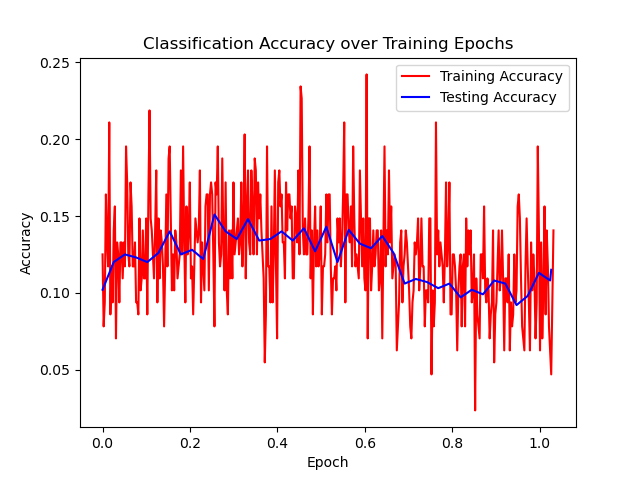 Classification Accuracy over Training Epochs
0.25
0.20
0.15
0.10
0.05
Accuracy
Training Accuracy
Testing Accuracy
0.0
0.2
0.4
0.6
0.8
1.0
Epoch